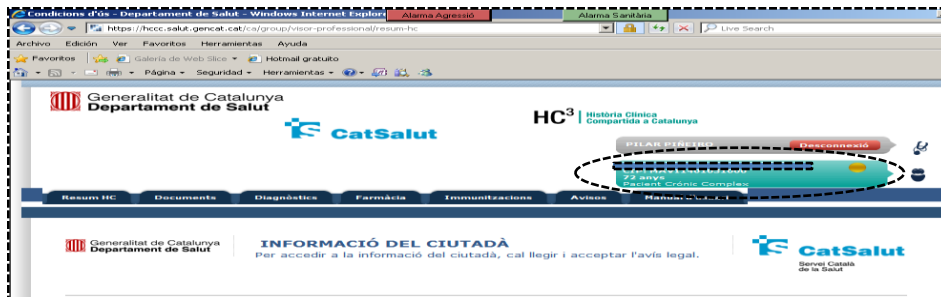 Condicions d'ús - Departament de Salut - Windows Internet Explor
Alarma Agressió
Alarma Sanitària
https://hccc.salut.gencat.cat/ca/group/visor-professional/resum-hc
Live Search
Archivo Edición Ver Favoritos Herramientas Ayuda
Favoritos Galería de Web Slice Hotmail gratuito
Página Seguridad Herramientas
Generalitat de Catalunya
Departament de Salut
CatSalut
HC³ Història Clínica
Compartida a Catalunya
PILAR PIÑEIRO Desconnexió
72 anys
Pacient Crònic Complex
Resum HC Documents Diagnòstics Farmàcia Immunitzacions Avisos
Generalitat de Catalunya
Departament de Salut
INFORMACIÓ DEL CIUTADÀ
Per accedir a la informació del ciutadà, cal llegir i acceptar l'avís legal.
CatSalut
Servei Català
de la Salut